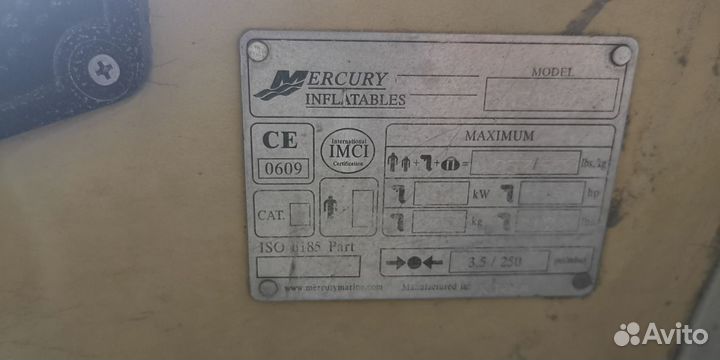 MERCURY
INFLATABLES
MODEL
CE
0609
International
IMCI
Certification
MAXIMUM
+ + =
/
lbs./kg
kW
hp
CAT.
kg
ISO 6185 Part
3.5 / 250
www.mercurymarine.com
Manufactured in:
Avito